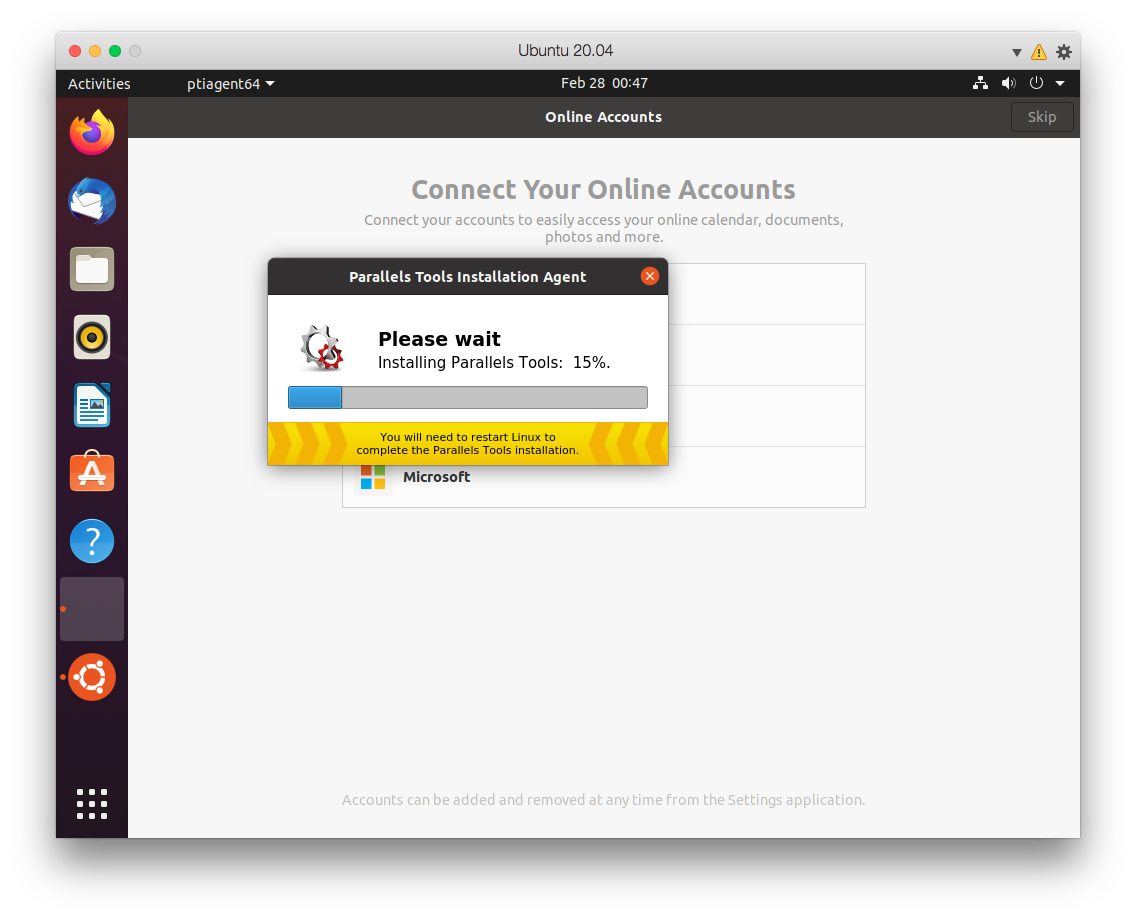 Ubuntu 20.04
Activities
ptiagent64
Feb 28 00:47
Online Accounts
Skip
Connect Your Online Accounts
Connect your accounts to easily access your online calendar, documents,
photos and more.
Parallels Tools Installation Agent
Please wait
Installing Parallels Tools: 15%.
You will need to restart Linux to
complete the Parallels Tools installation.
Microsoft
Accounts can be added and removed at any time from the Settings application.